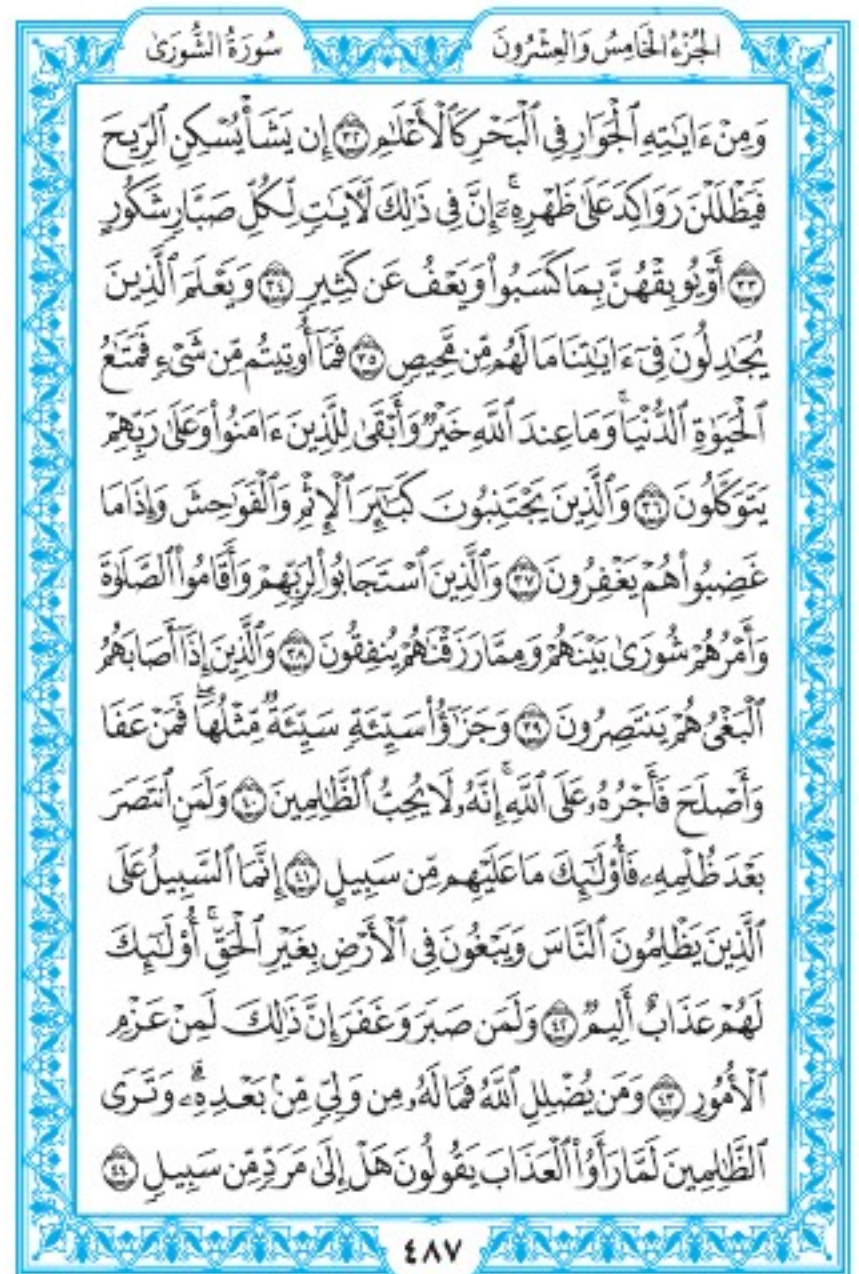 الجُزْءُ الخَامِسُ وَالعِشْرُونَ
سُورَةُ الشُّورَىٰ
وَمِنْ ءَايَٰتِهِ ٱلْجَوَارِ فِي ٱلْبَحْرِ كَٱلْأَعْلَٰمِ ٣٢ إِن يَشَأْ يُسْكِنِ ٱلرِّيحَ
فَيَظْلَلْنَ رَوَاكِدَ عَلَىٰ ظَهْرِهِۦٓۚ إِنَّ فِي ذَٰلِكَ لَأٓيَٰتٍ لِّكُلِّ صَبَّارٍ شَكُورٍ
٣٣ أَوْ يُوبِقْهُنَّ بِمَا كَسَبُوا۟ وَيَعْفُ عَن كَثِيرٍ ٣٤ وَيَعْلَمَ ٱلَّذِينَ
يُجَٰدِلُونَ فِيٓ ءَايَٰتِنَا مَا لَهُم مِّن مَّحِيصٍ ٣٥ فَمَآ أُوتِيتُم مِّن شَيْءٍ فَمَتَٰعُ
ٱلْحَيَوٰةِ ٱلدُّنْيَاۖ وَمَا عِندَ ٱللَّهِ خَيْرٌ وَأَبْقَىٰ لِلَّذِينَ ءَامَنُوا۟ وَعَلَىٰ رَبِّهِمْ
يَتَوَكَّلُونَ ٣٦ وَٱلَّذِينَ يَجْتَنِبُونَ كَبَٰٓئِرَ ٱلْإِثْمِ وَٱلْفَوَٰحِشَ وَإِذَا مَا
غَضِبُوا۟ هُمْ يَغْفِرُونَ ٣٧ وَٱلَّذِينَ ٱسْتَجَابُوا۟ لِرَبِّهِمْ وَأَقَامُوا۟ ٱلصَّلَوٰةَ
وَأَمْرُهُمْ شُورَىٰ بَيْنَهُمْ وَمِمَّا رَزَقْنَٰهُمْ يُنفِقُونَ ٣٨ وَٱلَّذِينَ إِذَآ أَصَابَهُمُ
ٱلْبَغْيُ هُمْ يَنتَصِرُونَ ٣٩ وَجَزَٰٓؤُا۟ سَيِّئَةٍ سَيِّئَةٌ مِّثْلُهَاۖ فَمَنْ عَفَا
وَأَصْلَحَ فَأَجْرُهُۥ عَلَى ٱللَّهِۚ إِنَّهُۥ لَا يُحِبُّ ٱلظَّٰلِمِينَ ٤٠ وَلَمَنِ ٱنتَصَرَ
بَعْدَ ظُلْمِهِۦ فَأُو۟لَٰٓئِكَ مَا عَلَيْهِم مِّن سَبِيلٍ ٤١ إِنَّمَا ٱلسَّبِيلُ عَلَى
ٱلَّذِينَ يَظْلِمُونَ ٱلنَّاسَ وَيَبْغُونَ فِي ٱلْأَرْضِ بِغَيْرِ ٱلْحَقِّۚ أُو۟لَٰٓئِكَ
لَهُمْ عَذَابٌ أَلِيمٌ ٤٢ وَلَمَن صَبَرَ وَغَفَرَ إِنَّ ذَٰلِكَ لَمِنْ عَزْمِ
ٱلْأُمُورِ ٤٣ وَمَن يُضْلِلِ ٱللَّهُ فَمَا لَهُۥ مِن وَلِيٍّ مِّنۢ بَعْدِهِۦۗ وَتَرَى
ٱلظَّٰلِمِينَ لَمَّا رَأَوُا۟ ٱلْعَذَابَ يَقُولُونَ هَلْ إِلَىٰ مَرَدٍّ مِّن سَبِيلٍ ٤٤
٤٨٧